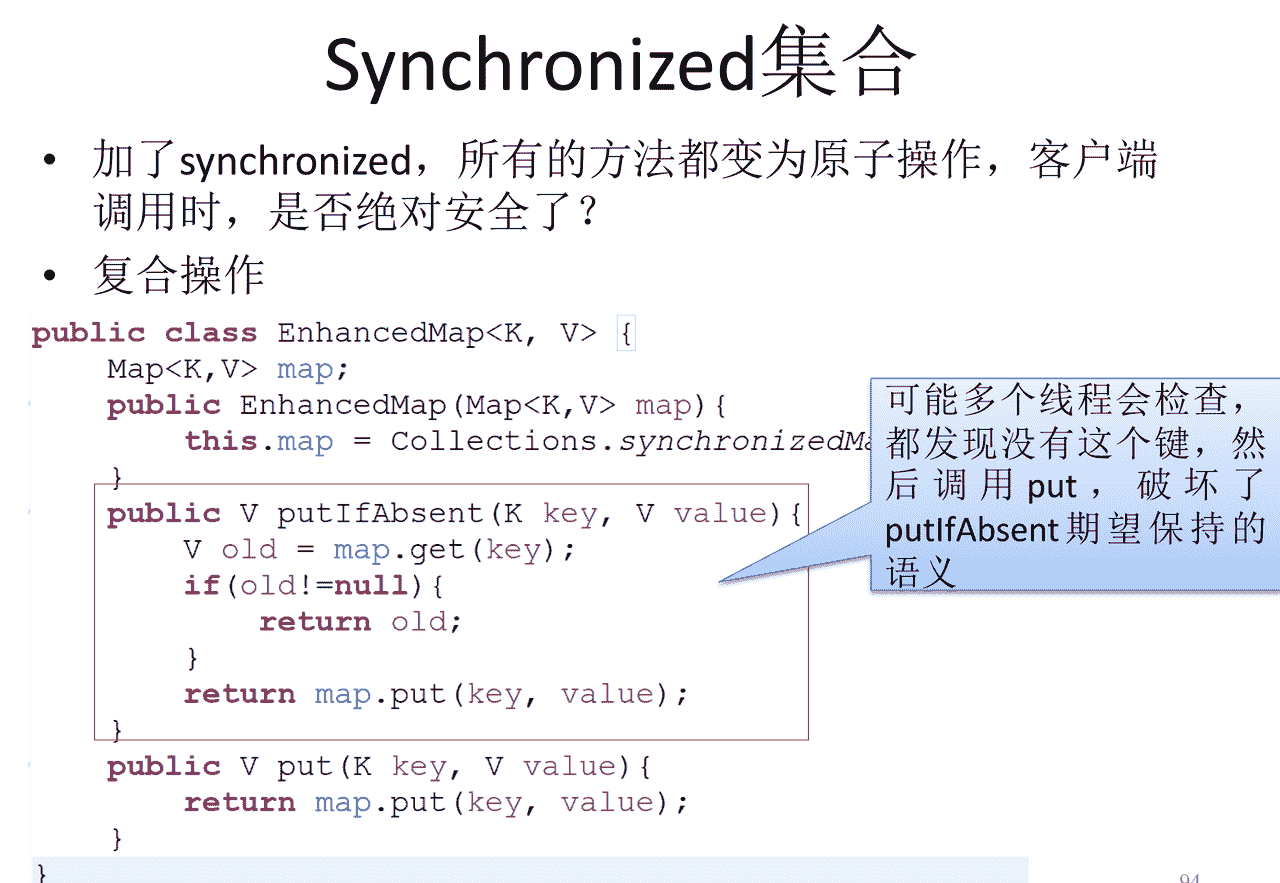 Synchronized集合
• 加了synchronized，所有的方法都变为原子操作，客户端
调用时，是否绝对安全了？
• 复合操作
public class EnhancedMap<K, V> {
Map<K,V> map;
public EnhancedMap(Map<K,V> map){
this.map = Collections.synchronizedMa
}
public V putIfAbsent(K key, V value){
V old = map.get(key);
if(old!=null){
return old;
}
return map.put(key, value);
}
public V put(K key, V value){
return map.put(key, value);
}
}
可能多个线程会检查，
都发现没有这个键，然
后调用put，破坏了
putIfAbsent期望保持的
语义
94